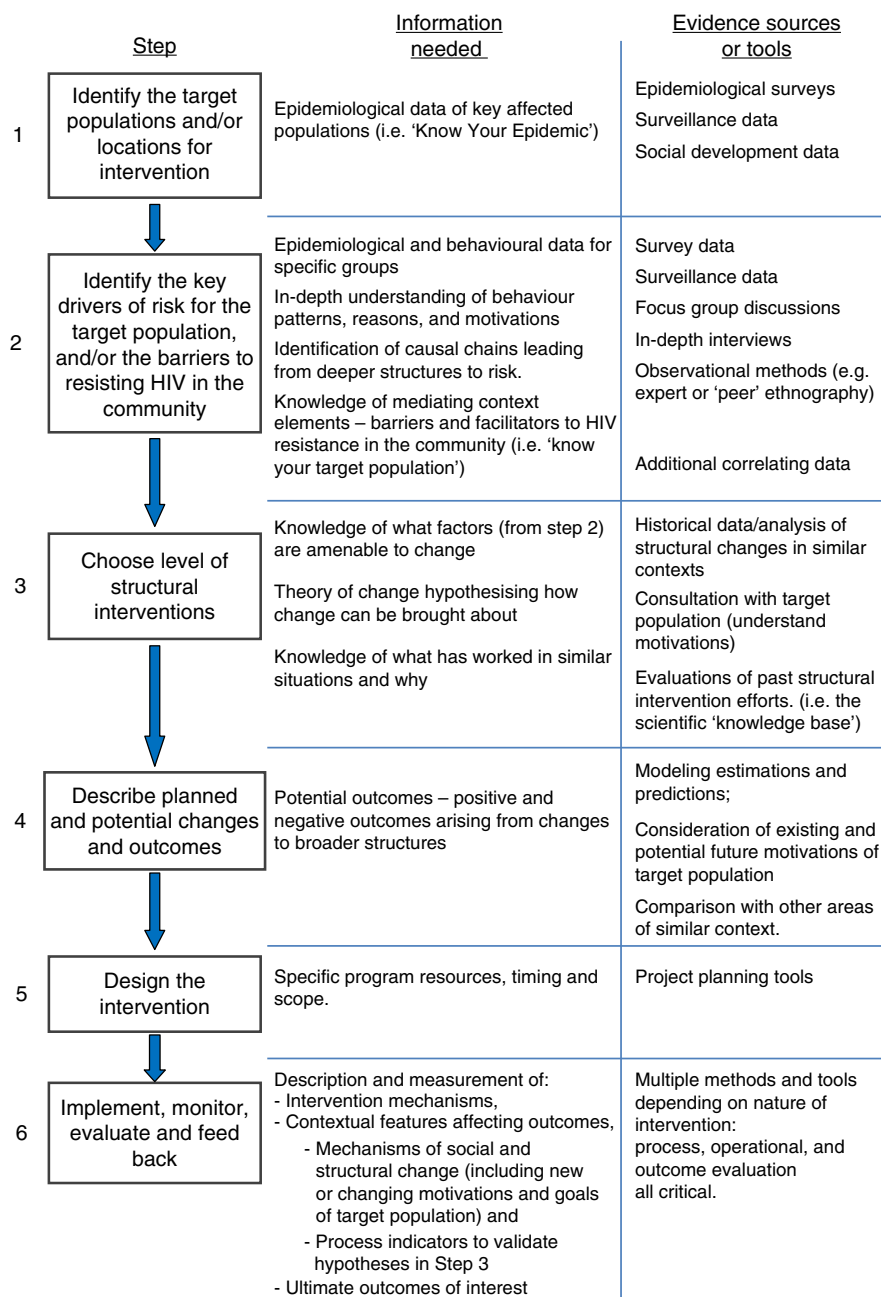 Step
Information
needed
Evidence sources
or tools
1
Identify the target
populations and/or
locations for
intervention
Epidemiological data of key affected
populations (i.e. ‘Know Your Epidemic’)
Epidemiological surveys
Surveillance data
Social development data
2
Identify the key
drivers of risk for the
target population,
and/or the barriers to
resisting HIV in the
community
Epidemiological and behavioural data for
specific groups
In-depth understanding of behaviour
patterns, reasons, and motivations
Identification of causal chains leading
from deeper structures to risk.
Knowledge of mediating context
elements – barriers and facilitators to HIV
resistance in the community (i.e. ‘know
your target population’)
Survey data
Surveillance data
Focus group discussions
In-depth interviews
Observational methods (e.g.
expert or ‘peer’ ethnography)
Additional correlating data
3
Choose level of
structural
interventions
Knowledge of what factors (from step 2)
are amenable to change
Theory of change hypothesising how
change can be brought about
Knowledge of what has worked in similar
situations and why
Historical data/analysis of
structural changes in similar
contexts
Consultation with target
population (understand
motivations)
Evaluations of past structural
intervention efforts. (i.e. the
scientific ‘knowledge base’)
4
Describe planned
and potential changes
and outcomes
Potential outcomes – positive and
negative outcomes arising from changes
to broader structures
Modeling estimations and
predictions;
Consideration of existing and
potential future motivations of
target population
Comparison with other areas
of similar context.
5
Design the
intervention
Specific program resources, timing and
scope.
Project planning tools
6
Implement, monitor,
evaluate and feed
back
Description and measurement of:
- Intervention mechanisms,
- Contextual features affecting outcomes,
- Mechanisms of social and
structural change (including new
or changing motivations and goals
of target population) and
- Process indicators to validate
hypotheses in Step 3
- Ultimate outcomes of interest
Multiple methods and tools
depending on nature of
intervention:
process, operational, and
outcome evaluation
all critical.